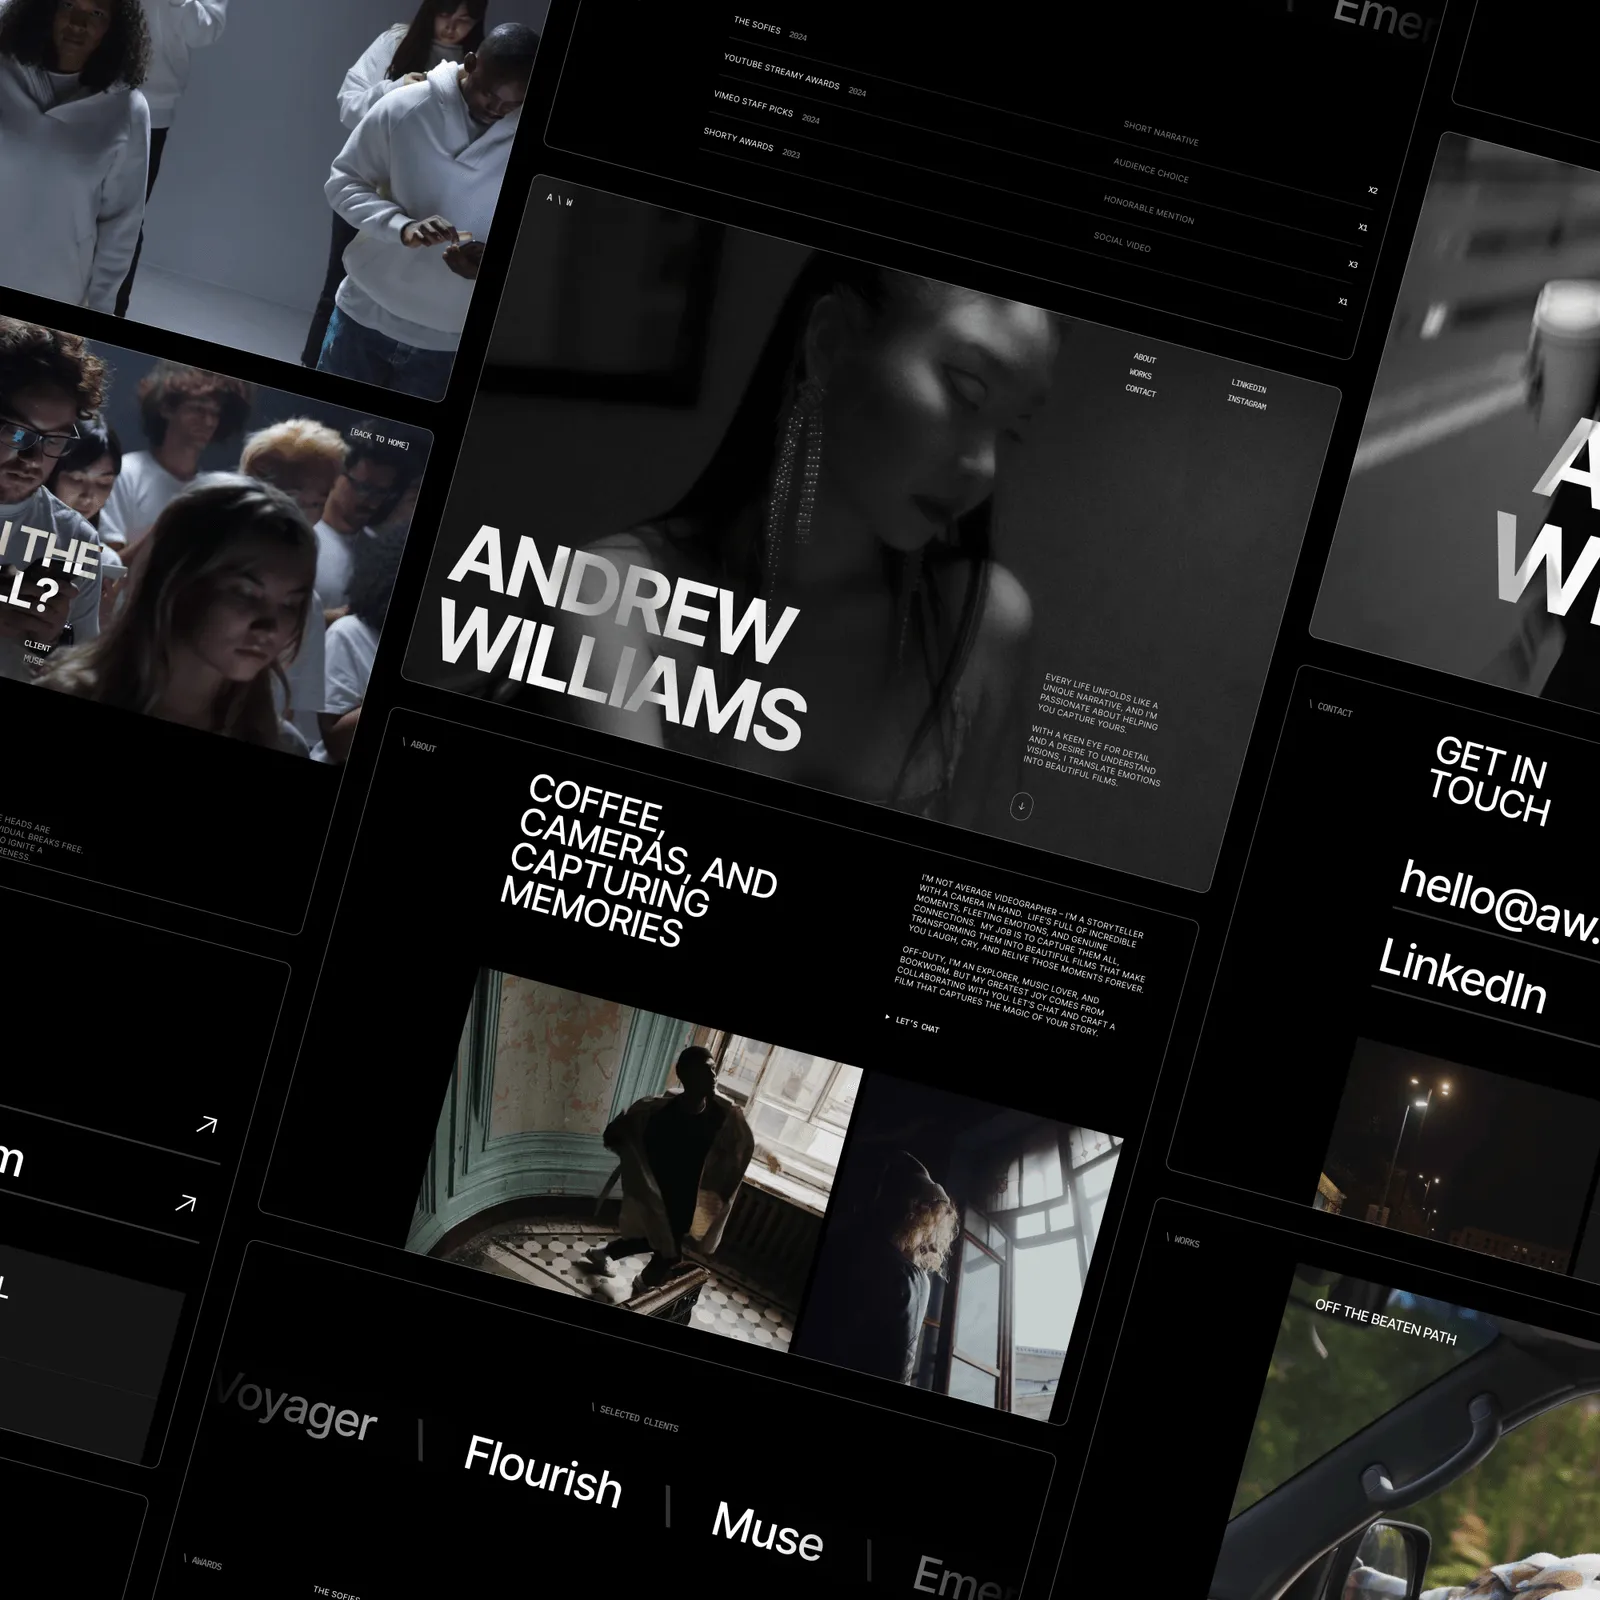 Emer
THE SOFIES 2024
SHORT NARRATIVE
X2
YOUTUBE STREAMY AWARDS 2024
AUDIENCE CHOICE
X1
VIMEO STAFF PICKS 2024
HONORABLE MENTION
X3
SHORTY AWARDS 2023
SOCIAL VIDEO
X1
[BACK TO HOME]
I THE
LL?
CLIENT
MUSE
E HEADS ARE
VIDUAL BREAKS FREE.
O IGNITE A
RENESS.
m
L
A \ W
ABOUT
WORKS
CONTACT
LINKEDIN
INSTAGRAM
ANDREW
WILLIAMS
EVERY LIFE UNFOLDS LIKE A
UNIQUE NARRATIVE, AND I'M
PASSIONATE ABOUT HELPING
YOU CAPTURE YOURS.
WITH A KEEN EYE FOR DETAIL
AND A DESIRE TO UNDERSTAND
VISIONS, I TRANSLATE EMOTIONS
INTO BEAUTIFUL FILMS.
\ ABOUT
COFFEE,
CAMERAS, AND
CAPTURING
MEMORIES
I'M NOT AVERAGE VIDEOGRAPHER – I'M A STORYTELLER
WITH A CAMERA IN HAND. LIFE'S FULL OF INCREDIBLE
MOMENTS, FLEETING EMOTIONS, AND GENUINE
CONNECTIONS. MY JOB IS TO CAPTURE THEM ALL,
TRANSFORMING THEM INTO BEAUTIFUL FILMS THAT MAKE
YOU LAUGH, CRY, AND RELIVE THOSE MOMENTS FOREVER.
OFF-DUTY, I'M AN EXPLORER, MUSIC LOVER, AND
BOOKWORM. BUT MY GREATEST JOY COMES FROM
COLLABORATING WITH YOU. LET'S CHAT AND CRAFT A
FILM THAT CAPTURES THE MAGIC OF YOUR STORY.
LET'S CHAT
\ SELECTED CLIENTS
Voyager | Flourish | Muse | Emer
\ AWARDS
THE SOFIES
A
WI
\ CONTACT
GET IN
TOUCH
hello@aw.
LinkedIn
\ WORKS
OFF THE BEATEN PATH